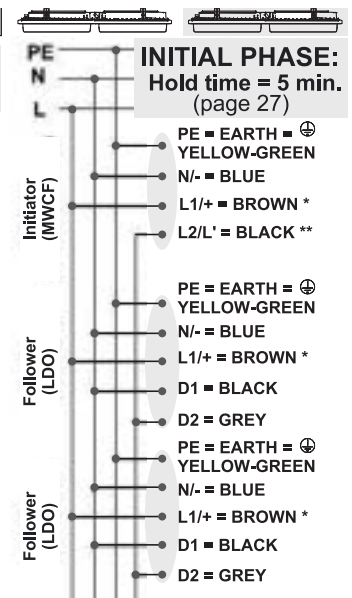 PE
N
L
INITIAL PHASE:
Hold time = 5 min.
(page 27)
Initiator
(MWCF)
PE = EARTH = ⏚
YELLOW-GREEN
N/- = BLUE
L1/+ = BROWN *
L2/L' = BLACK **
Follower
(LDO)
PE = EARTH = ⏚
YELLOW-GREEN
N/- = BLUE
L1/+ = BROWN *
D1 = BLACK
D2 = GREY
Follower
(LDO)
PE = EARTH = ⏚
YELLOW-GREEN
N/- = BLUE
L1/+ = BROWN *
D1 = BLACK
D2 = GREY